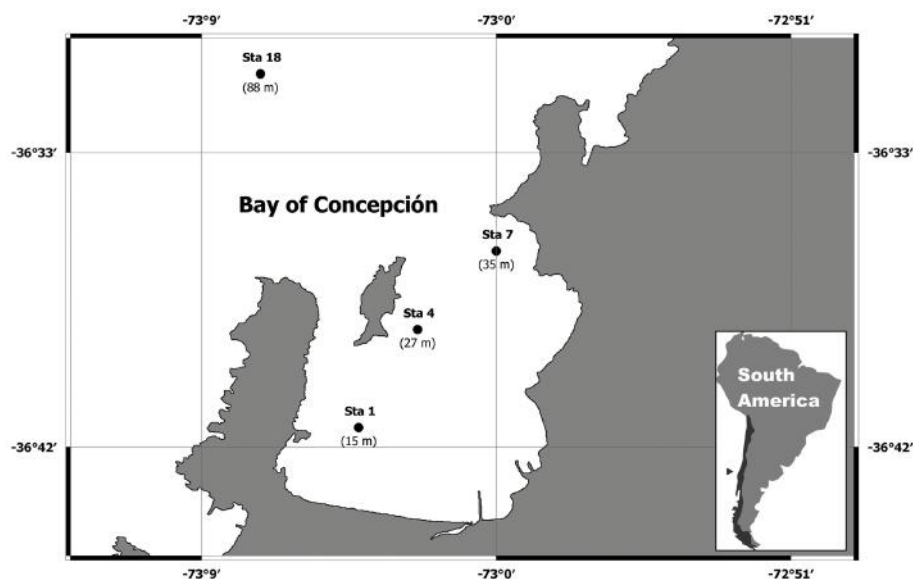 -73°9′ -73°0′ -72°51′
Sta 18
(88 m)
-36°33′ -36°33′
Bay of Concepción
Sta 7
(35 m)
Sta 4
(27 m)
South
America
Sta 1
(15 m)
-36°42′ -36°42′
-73°9′ -73°0′ -72°51′